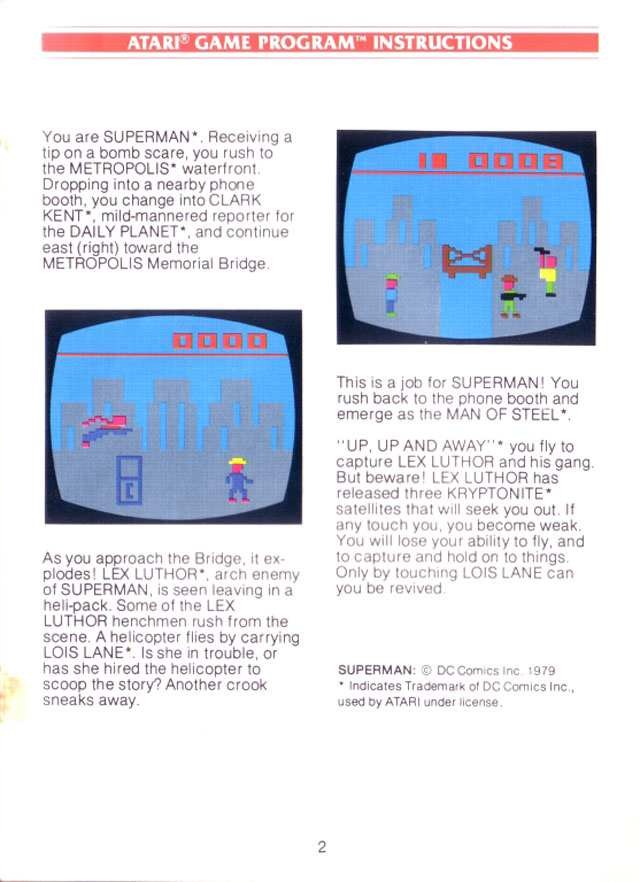 ATARI® GAME PROGRAM™ INSTRUCTIONS
You are SUPERMAN*. Receiving a
tip on a bomb scare, you rush to
the METROPOLIS* waterfront.
Dropping into a nearby phone
booth, you change into CLARK
KENT*, mild-mannered reporter for
the DAILY PLANET*, and continue
east (right) toward the
METROPOLIS Memorial Bridge.
0000
As you approach the Bridge, it ex-
plodes! LEX LUTHOR*, arch enemy
of SUPERMAN, is seen leaving in a
heli-pack. Some of the LEX
LUTHOR henchmen rush from the
scene. A helicopter flies by carrying
LOIS LANE*. Is she in trouble, or
has she hired the helicopter to
scoop the story? Another crook
sneaks away.
0008
This is a job for SUPERMAN! You
rush back to the phone booth and
emerge as the MAN OF STEEL*.
"UP, UP AND AWAY"* you fly to
capture LEX LUTHOR and his gang.
But beware! LEX LUTHOR has
released three KRYPTONITE*
satellites that will seek you out. If
any touch you, you become weak.
You will lose your ability to fly, and
to capture and hold on to things.
Only by touching LOIS LANE can
you be revived.
SUPERMAN: © DC Comics Inc. 1979
* Indicates Trademark of DC Comics Inc.,
used by ATARI under license.
2